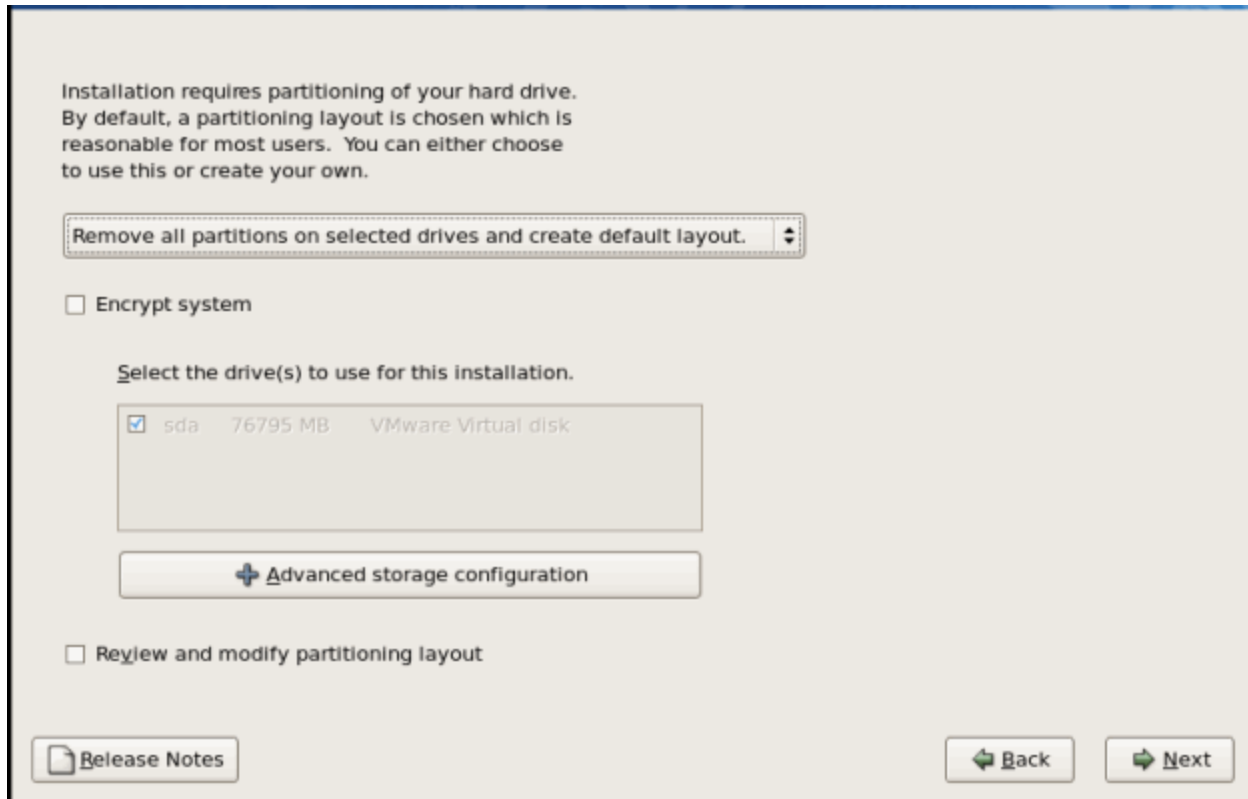 Installation requires partitioning of your hard drive.
By default, a partitioning layout is chosen which is
reasonable for most users.  You can either choose
to use this or create your own.
Remove all partitions on selected drives and create default layout.
Encrypt system
Select the drive(s) to use for this installation.
sda 76795 MB VMware Virtual disk
Advanced storage configuration
Review and modify partitioning layout
Release Notes Back Next